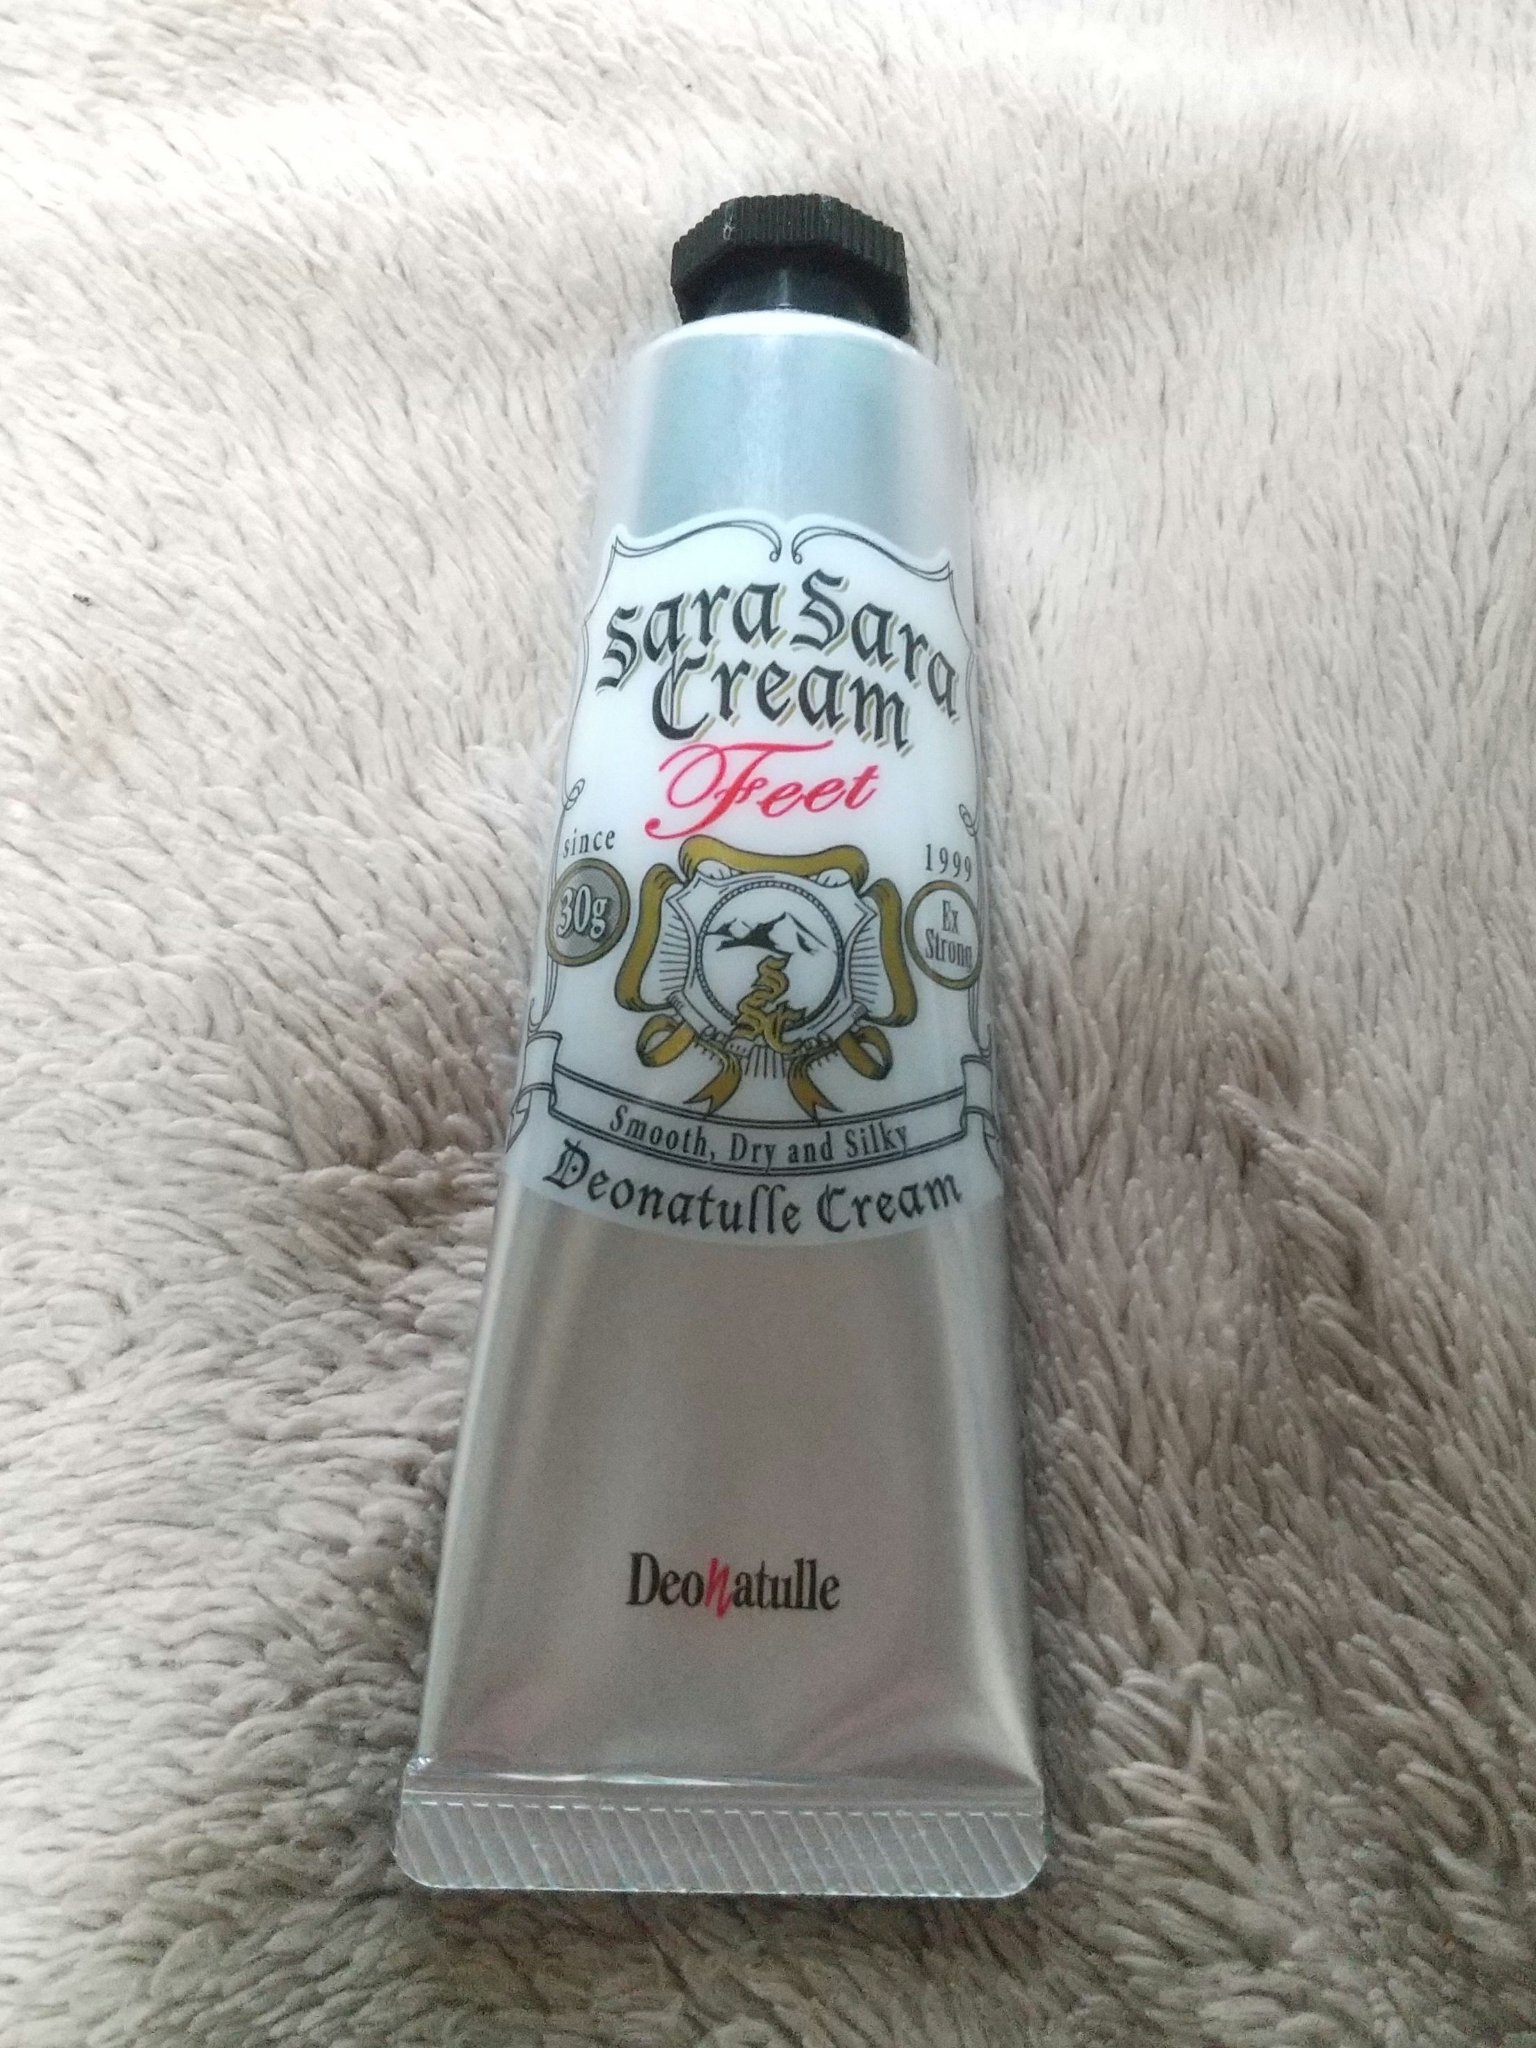 Sara Sara
Cream
Feet
since
1999
30g
Ex
Strong
Smooth, Dry and Silky
Deonatulle Cream
Deonatulle